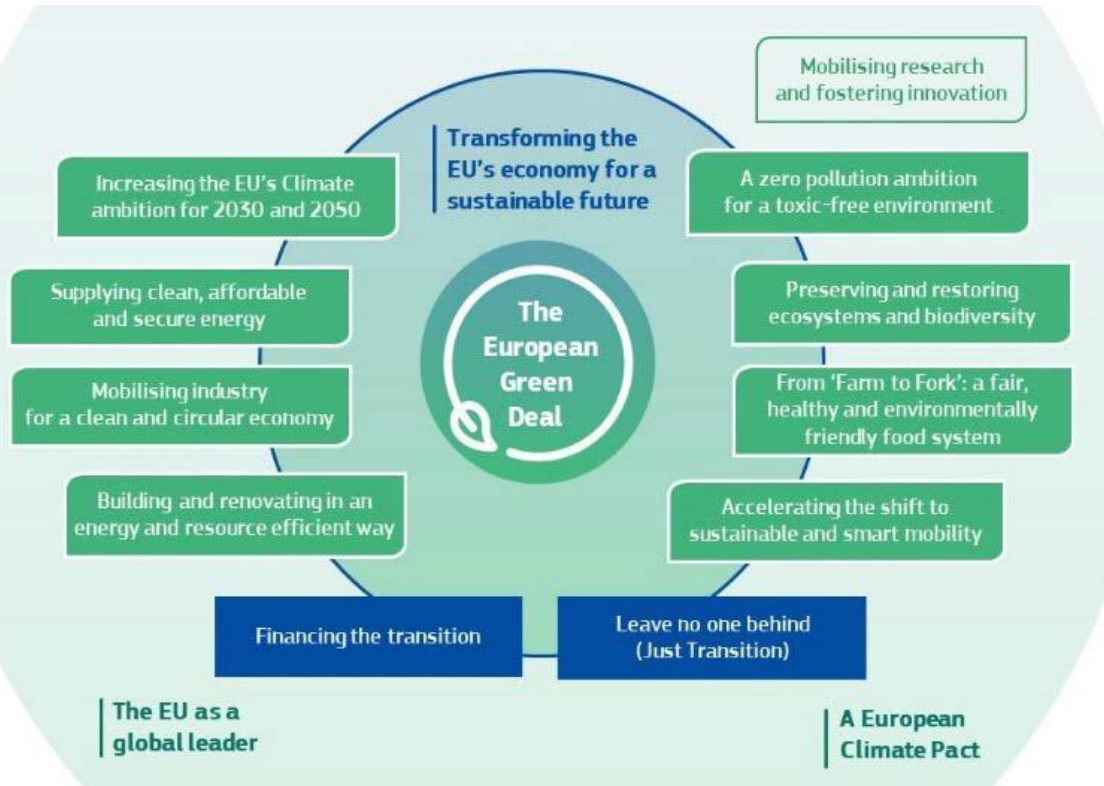 Mobilising research
and fostering innovation
Transforming the
EU's economy for a
sustainable future
Increasing the EU's Climate
ambition for 2030 and 2050
A zero pollution ambition
for a toxic-free environment
Supplying clean, affordable
and secure energy
The
European
Green
Deal
Preserving and restoring
ecosystems and biodiversity
Mobilising industry
for a clean and circular economy
From ‘Farm to Fork’: a fair,
healthy and environmentally
friendly food system
Building and renovating in an
energy and resource efficient way
Accelerating the shift to
sustainable and smart mobility
Financing the transition
Leave no one behind
(Just Transition)
The EU as a
global leader
A European
Climate Pact